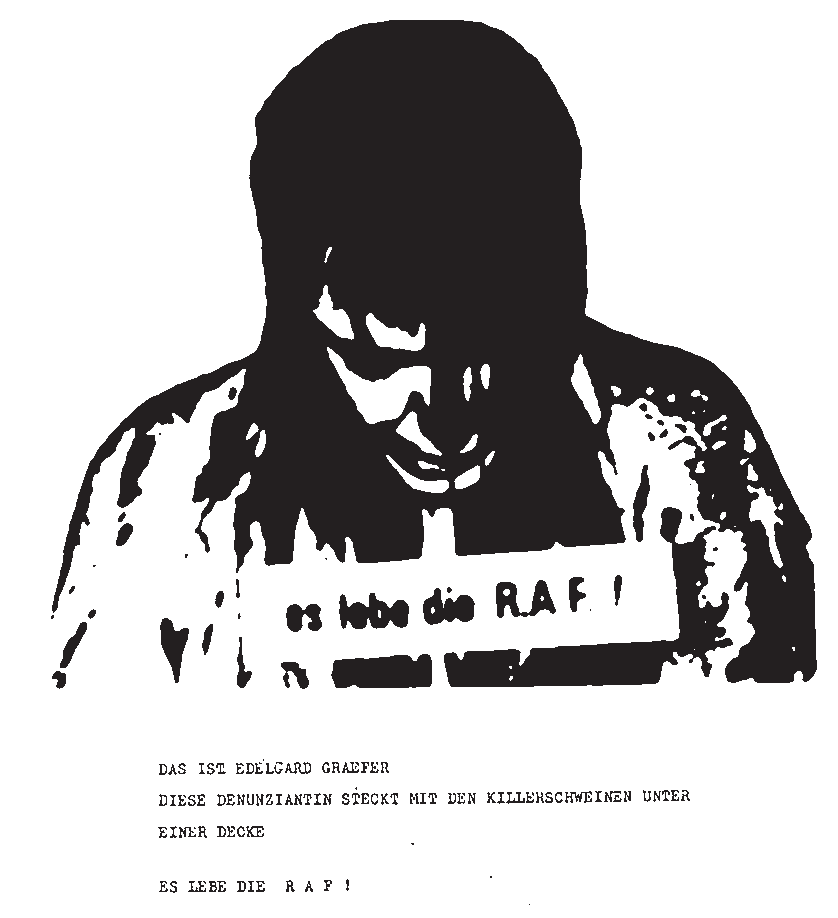 es lebe die R.A F. !
DAS IST EDELGARD GRAEFER
DIESE DENUNZIANTIN STECKT MIT DEN KILLERSCHWEINEN UNTER
EINER DECKE
ES LEBE DIE R A F !